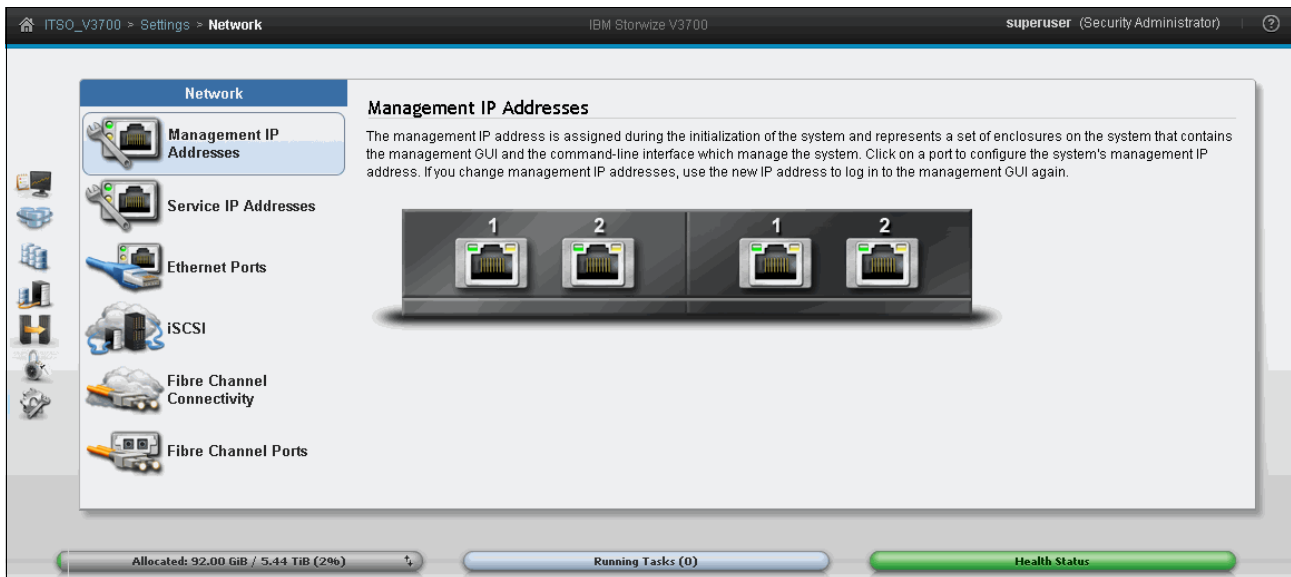 ITSO_V3700 > Settings > Network
IBM Storwize V3700
superuser (Security Administrator)
?
Network
Management IP
Addresses
Service IP Addresses
Ethernet Ports
iSCSI
Fibre Channel
Connectivity
Fibre Channel Ports
Management IP Addresses
The management IP address is assigned during the initialization of the system and represents a set of enclosures on the system that contains
the management GUI and the command-line interface which manage the system. Click on a port to configure the system's management IP
address. If you change management IP addresses, use the new IP address to log in to the management GUI again.
1 2 1 2
Allocated: 92.00 GiB / 5.44 TiB (2%)
Running Tasks (0)
Health Status